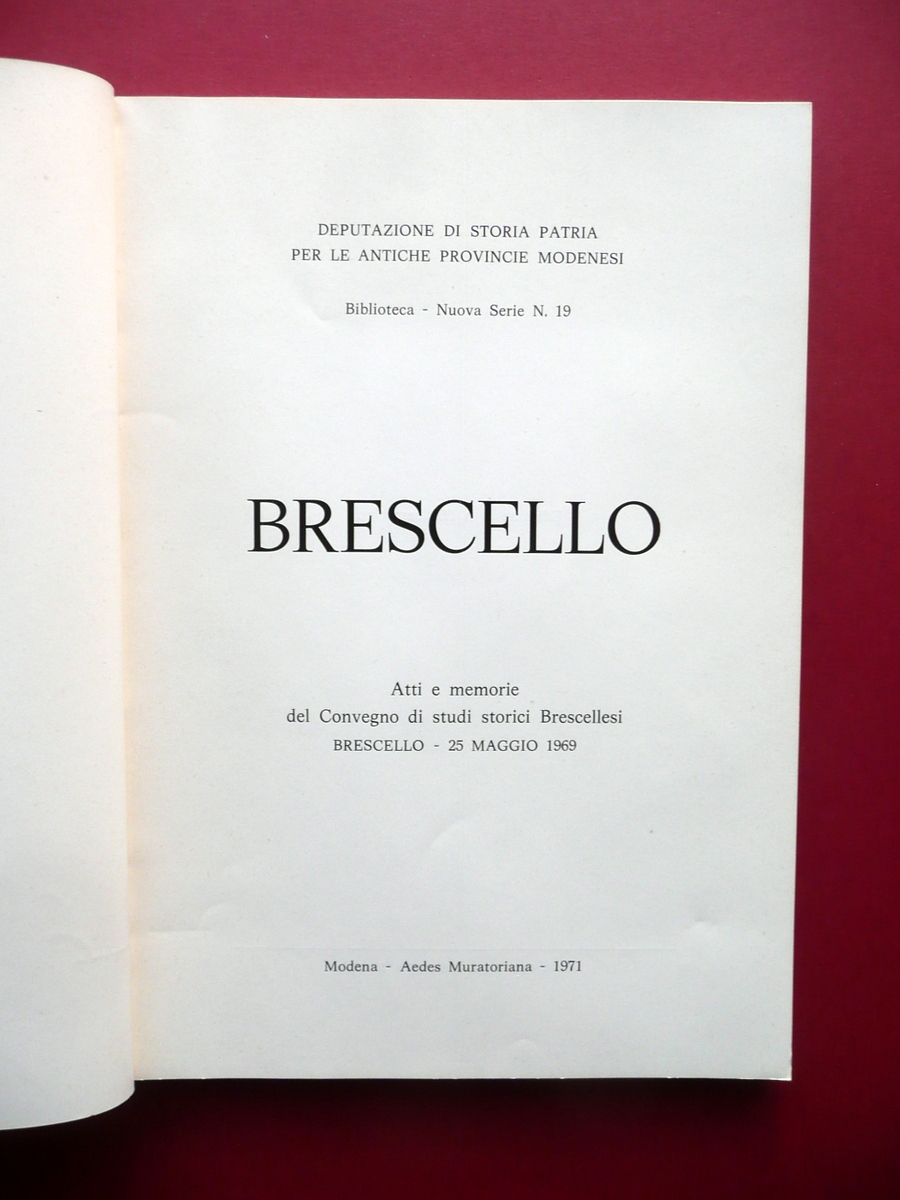 DEPUTAZIONE DI STORIA PATRIA
PER LE ANTICHE PROVINCIE MODENESI
Biblioteca - Nuova Serie N. 19
BRESCELLO
Atti e memorie
del Convegno di studi storici Brescellesi
BRESCELLO - 25 MAGGIO 1969
Modena - Aedes Muratoriana - 1971